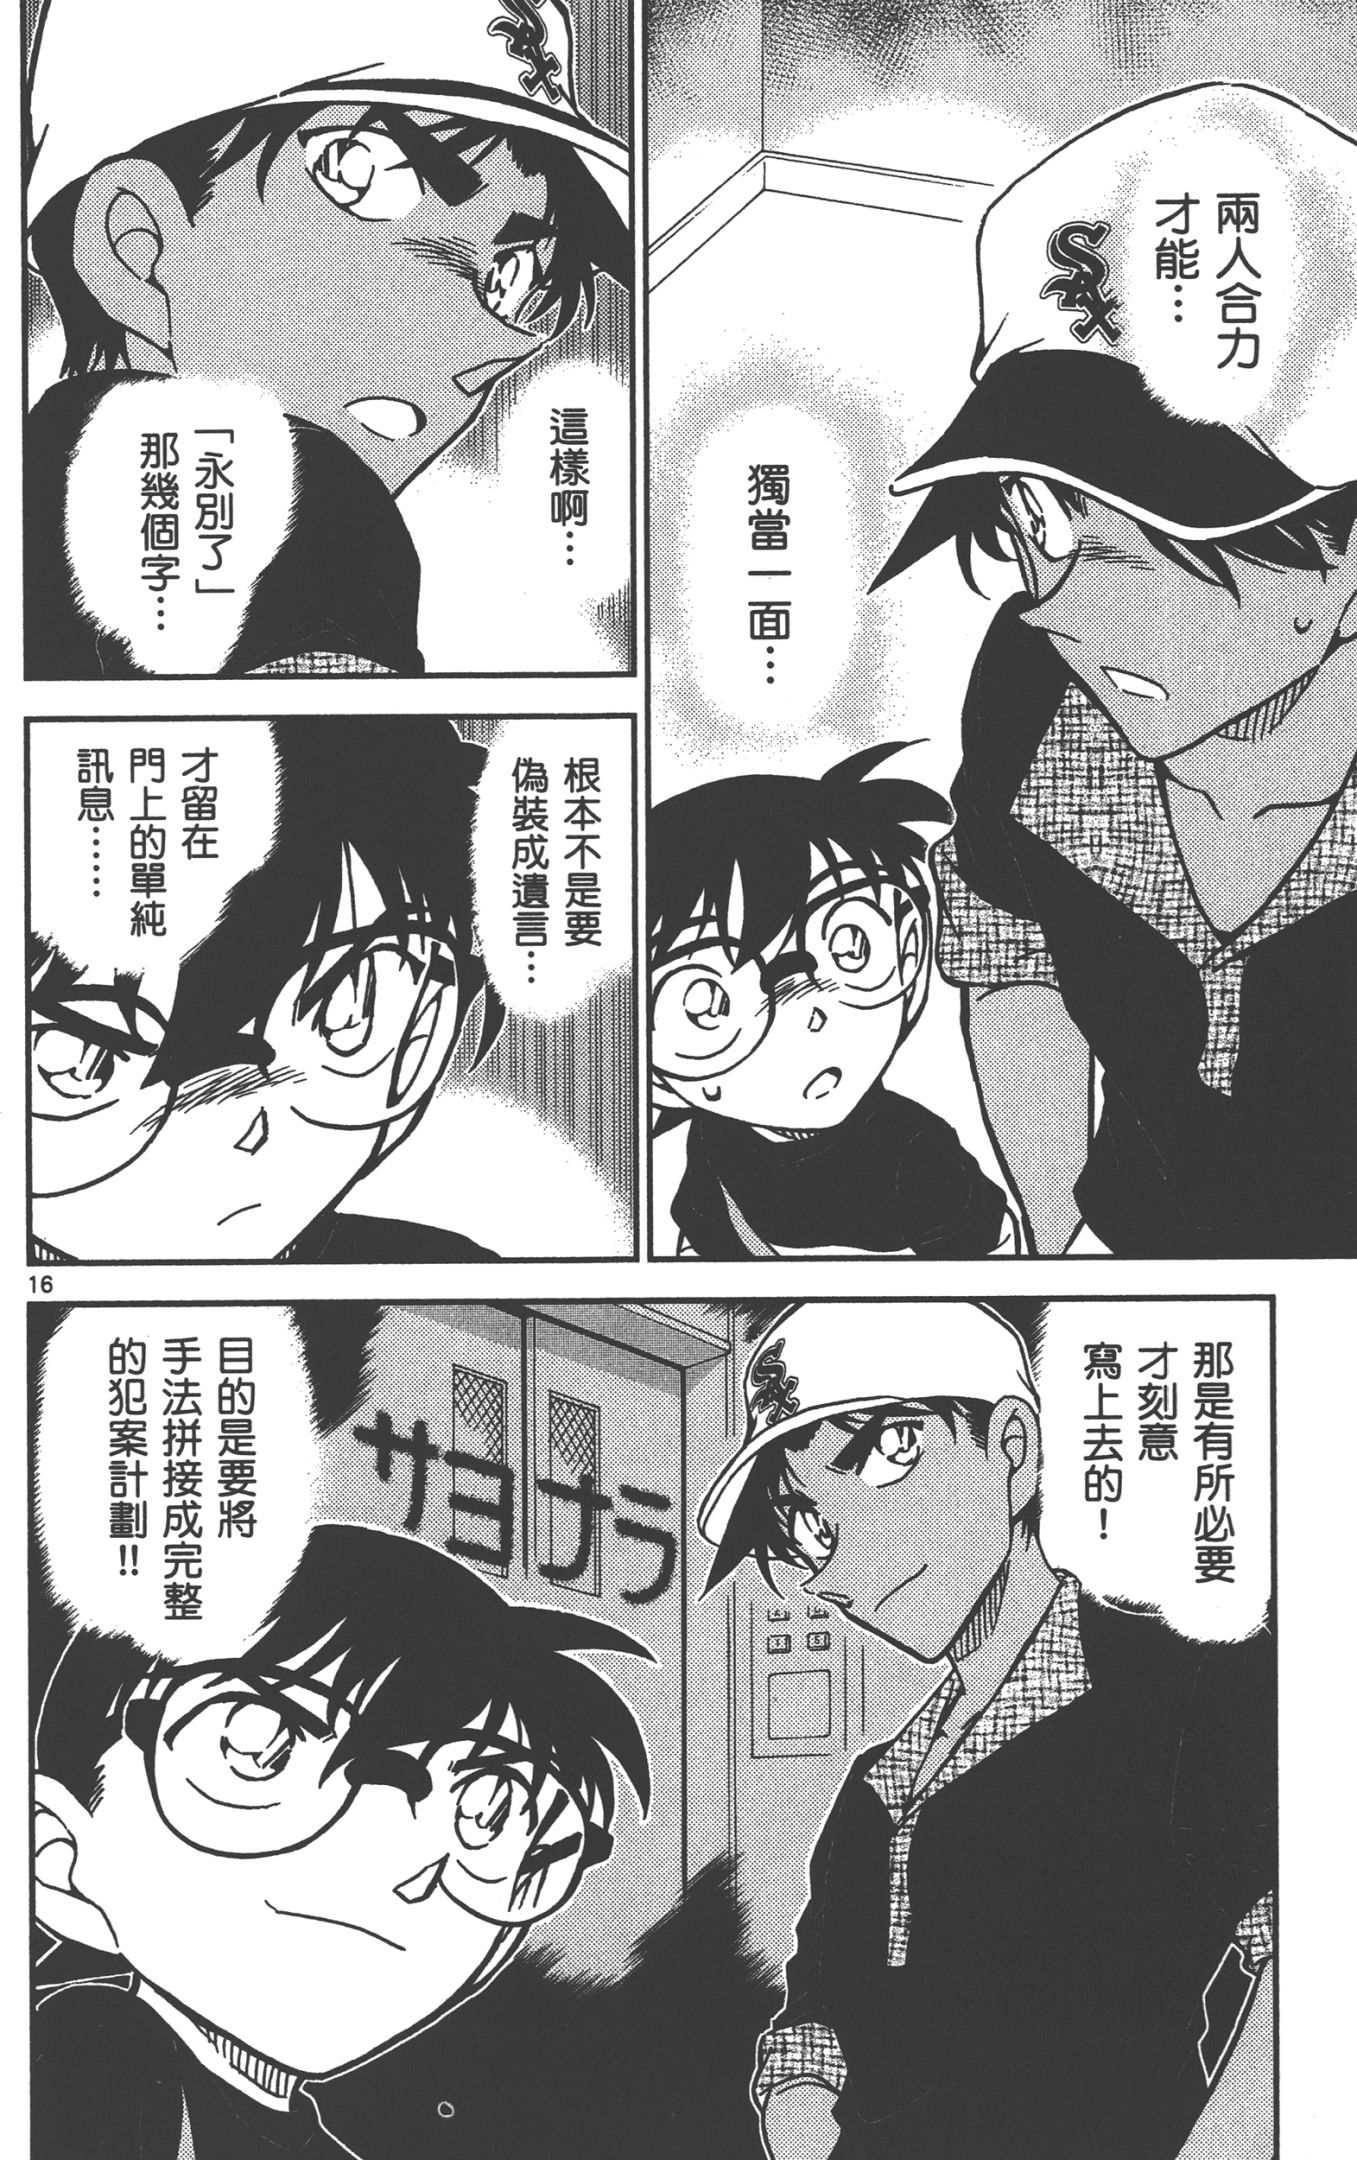 兩人合力
才能…
獨當一面…
這樣啊…
「永別了」
那幾個字…
根本不是要
偽裝成遺言…
才留在
門上的單純
訊息……
那是有所必要
才刻意
寫上去的！
サヨナラ
目的是要將
手法拼接成完整
的犯案計劃!!
Sox
Sox
Sox
16